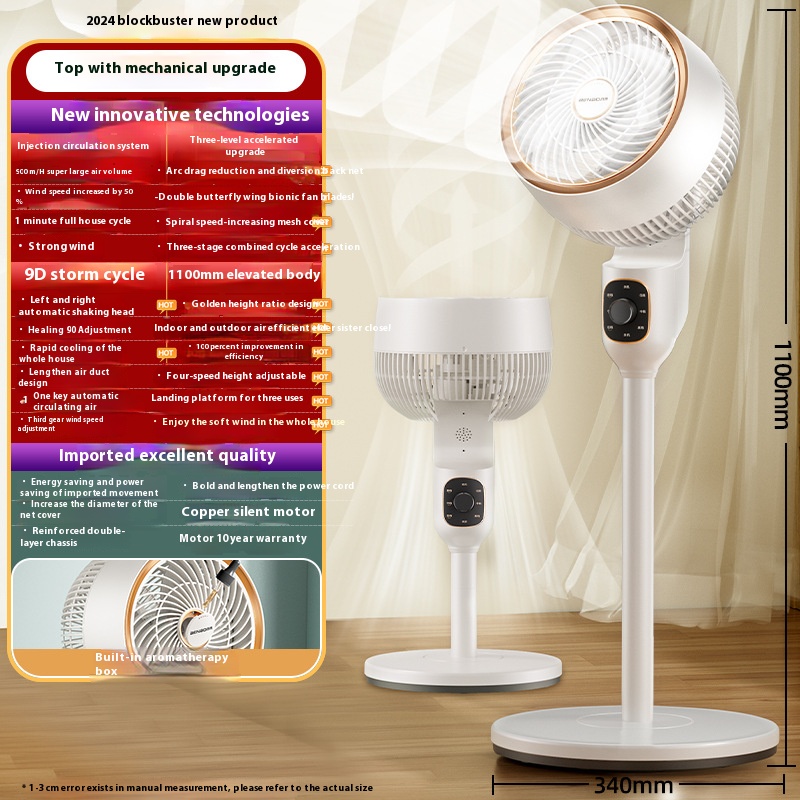 2024 blockbuster new product
Top with mechanical upgrade
New innovative technologies
Injection circulation system
Three-level accelerated
upgrade
500m/H super large air volume
· Arc drag reduction and diversion back net
· Wind speed increased by 50
%
-Double butterfly wing bionic fan blades!
1 minute full house cycle
· Spiral speed-increasing mesh cover
HOT
· Strong wind
· Three-stage combined cycle acceleration
9D storm cycle
1100mm elevated body
· Left and right
automatic shaking head
HOT
· Golden height ratio design
HOT
· Healing 90 Adjustment
Indoor and outdoor air efficient
sister close!
· Rapid cooling of the
whole house
HOT
· 100 percent improvement in
efficiency
HOT
· Lengthen air duct
design
· Four-speed height adjustable
HOT
One key automatic
circulating air
Landing platform for three uses
HOT
· Third gear wind speed
adjustment
· Enjoy the soft wind in the whole house
HOT
Imported excellent quality
· Energy saving and power
saving of imported movement
· Bold and lengthen the power cord
· Increase the diameter of the
net cover
Copper silent motor
· Reinforced double-
layer chassis
Motor 10 year warranty
Built-in aromatherapy
box
1100mm
340mm
* 1-3 cm error exists in manual measurement, please refer to the actual size